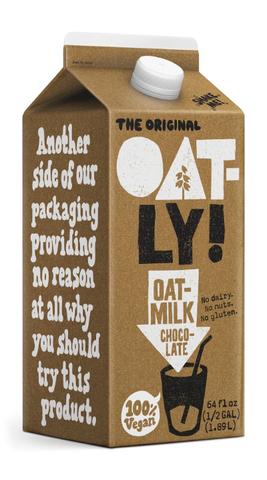 Another
side of our
packaging
providing
no reason
at all why
you should
try this
product.
SHAKE
ME!
THE ORIGINAL
OAT-
LY!
OAT-
MILK
CHOCO-
LATE
No dairy.
No nuts.
No gluten.
100%
Vegan
64 fl oz
(1/2 GAL)
(1.89L)